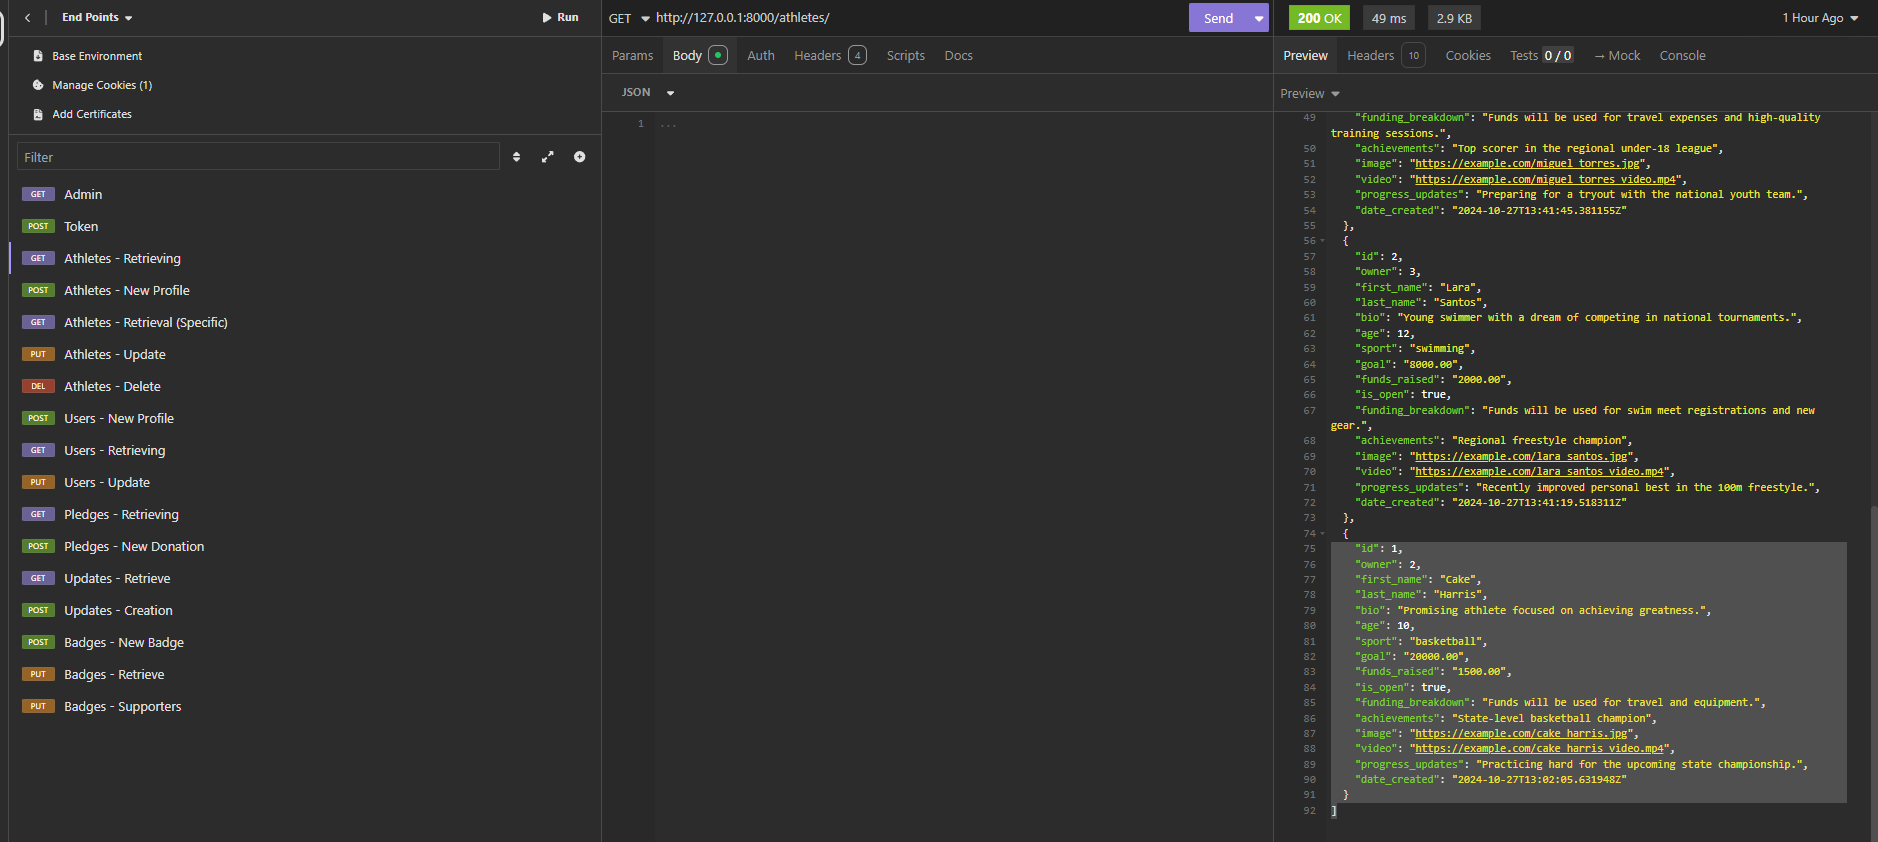 End Points
Run
Base Environment
Manage Cookies (1)
Add Certificates
Filter
GET Admin
POST Token
GET Athletes - Retrieving
POST Athletes - New Profile
GET Athletes - Retrieval (Specific)
PUT Athletes - Update
DEL Athletes - Delete
POST Users - New Profile
GET Users - Retrieving
PUT Users - Update
GET Pledges - Retrieving
POST Pledges - New Donation
GET Updates - Retrieve
POST Updates - Creation
POST Badges - New Badge
PUT Badges - Retrieve
PUT Badges - Supporters
GET http://127.0.0.1:8000/athletes/ Send
Params Body Auth Headers 4 Scripts Docs
JSON
1 ...
200 OK 49 ms 2.9 KB 1 Hour Ago
Preview Headers 10 Cookies Tests 0 / 0 → Mock Console
Preview
49 "funding_breakdown": "Funds will be used for travel expenses and high-quality
training sessions.",
50 "achievements": "Top scorer in the regional under-18 league",
51 "image": "https://example.com/miguel_torres.jpg",
52 "video": "https://example.com/miguel_torres_video.mp4",
53 "progress_updates": "Preparing for a tryout with the national youth team.",
54 "date_created": "2024-10-27T13:41:45.381155Z"
55 },
56 {
57 "id": 2,
58 "owner": 3,
59 "first_name": "Lara",
60 "last_name": "Santos",
61 "bio": "Young swimmer with a dream of competing in national tournaments.",
62 "age": 12,
63 "sport": "swimming",
64 "goal": "8000.00",
65 "funds_raised": "2000.00",
66 "is_open": true,
67 "funding_breakdown": "Funds will be used for swim meet registrations and new
gear.",
68 "achievements": "Regional freestyle champion",
69 "image": "https://example.com/lara_santos.jpg",
70 "video": "https://example.com/lara_santos_video.mp4",
71 "progress_updates": "Recently improved personal best in the 100m freestyle.",
72 "date_created": "2024-10-27T13:41:19.518311Z"
73 },
74 {
75 "id": 1,
76 "owner": 2,
77 "first_name": "Cake",
78 "last_name": "Harris",
79 "bio": "Promising athlete focused on achieving greatness.",
80 "age": 10,
81 "sport": "basketball",
82 "goal": "20000.00",
83 "funds_raised": "1500.00",
84 "is_open": true,
85 "funding_breakdown": "Funds will be used for travel and equipment.",
86 "achievements": "State-level basketball champion",
87 "image": "https://example.com/cake_harris.jpg",
88 "video": "https://example.com/cake_harris_video.mp4",
89 "progress_updates": "Practicing hard for the upcoming state championship.",
90 "date_created": "2024-10-27T13:02:05.631948Z"
91 }
92 ]